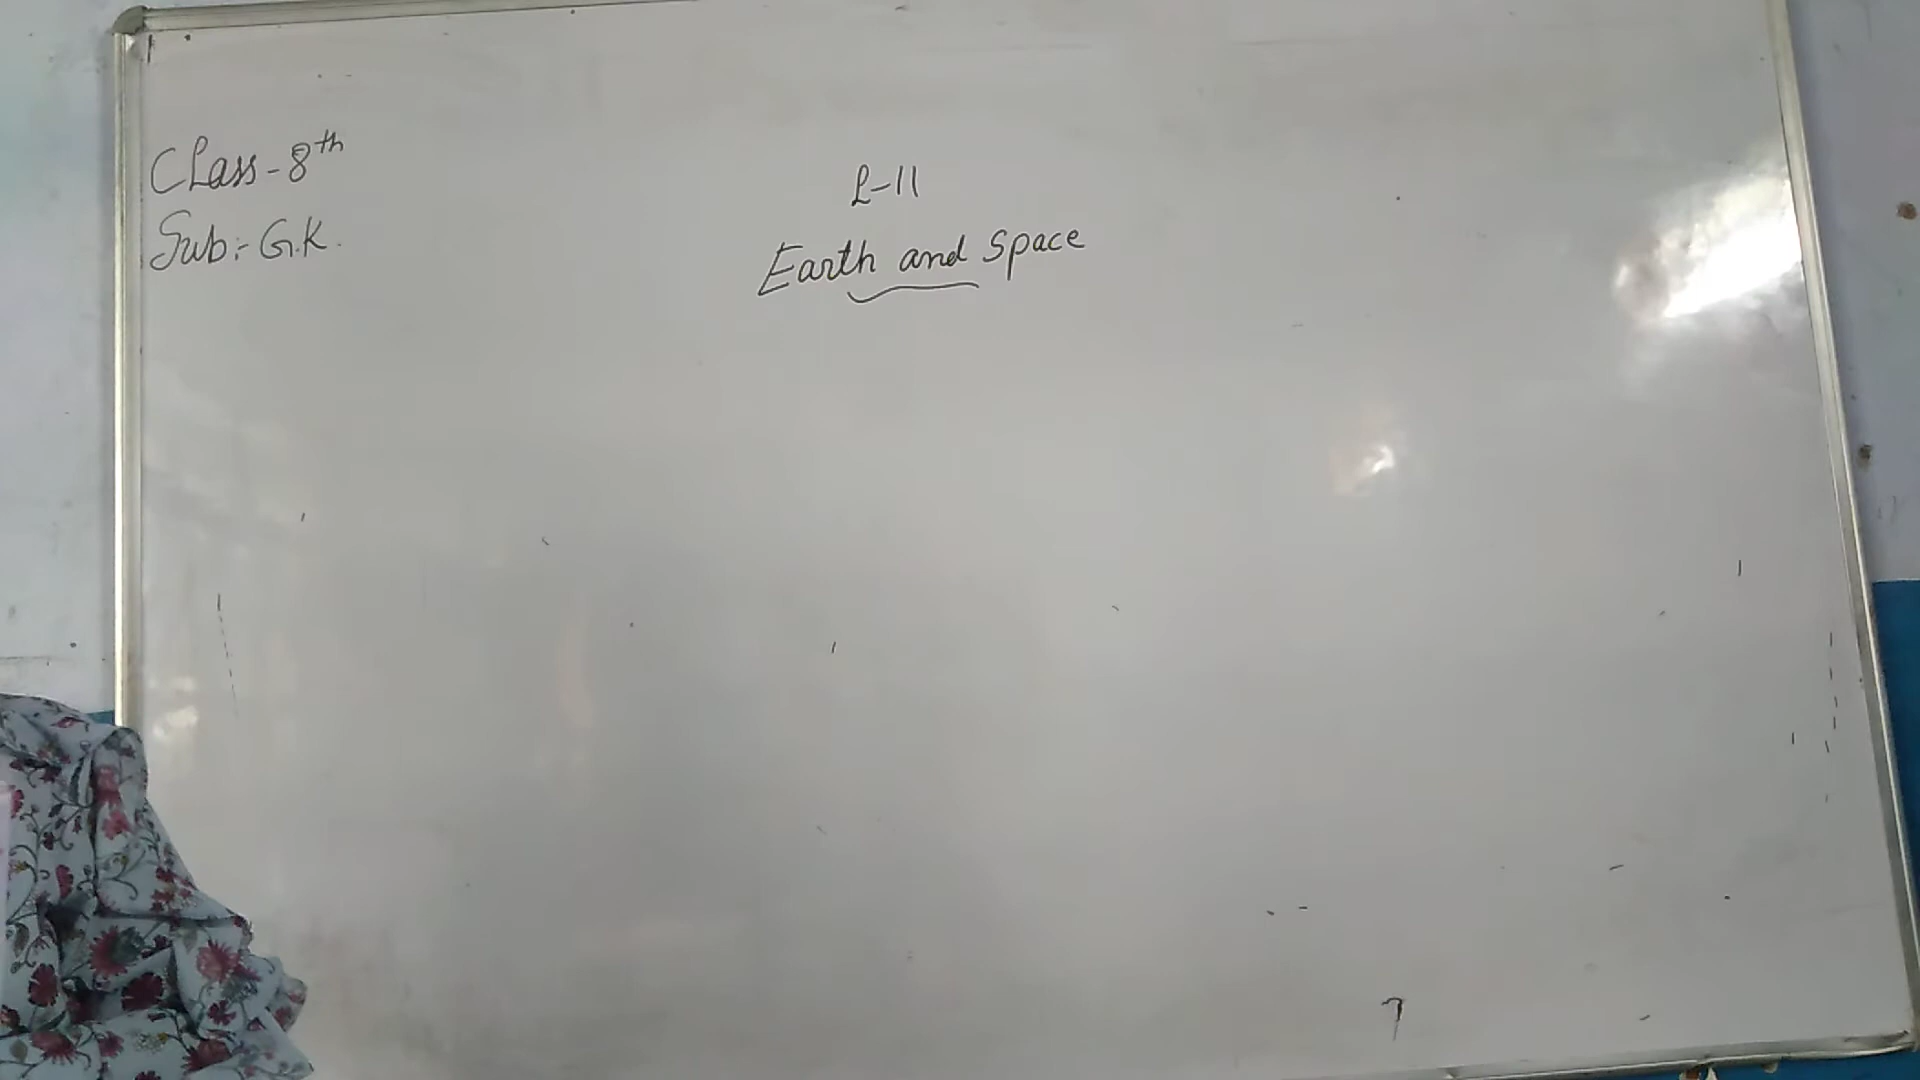 Class-8th
Sub:- G.K.
L-11
Earth and Space